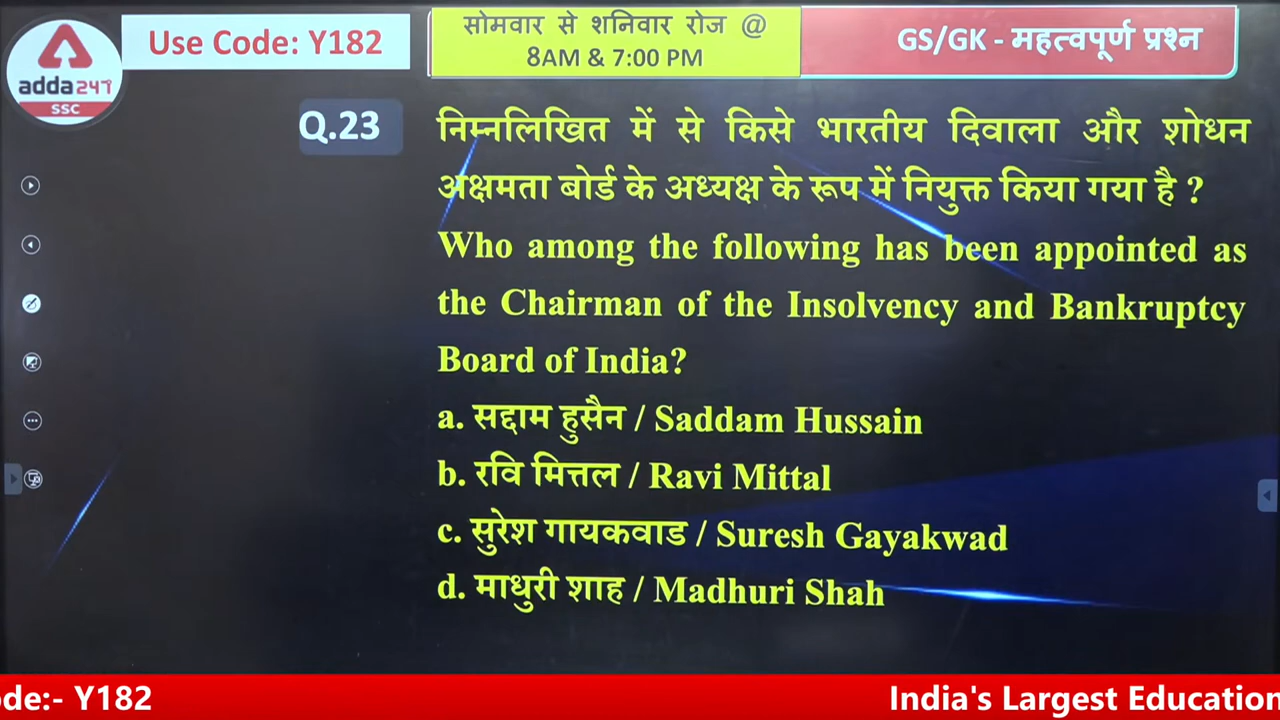 adda247
SSC
Use Code: Y182
सोमवार से शनिवार रोज @
8AM & 7:00 PM
GS/GK - महत्वपूर्ण प्रश्न
Q.23
निम्नलिखित में से किसे भारतीय दिवाला और शोधन
अक्षमता बोर्ड के अध्यक्ष के रूप में नियुक्त किया गया है ?
Who among the following has been appointed as
the Chairman of the Insolvency and Bankruptcy
Board of India?
a. सद्दाम हुसैन / Saddam Hussain
b. रवि मित्तल / Ravi Mittal
c. सुरेश गायकवाड / Suresh Gayakwad
d. माधुरी शाह / Madhuri Shah
de:- Y182
India's Largest Education